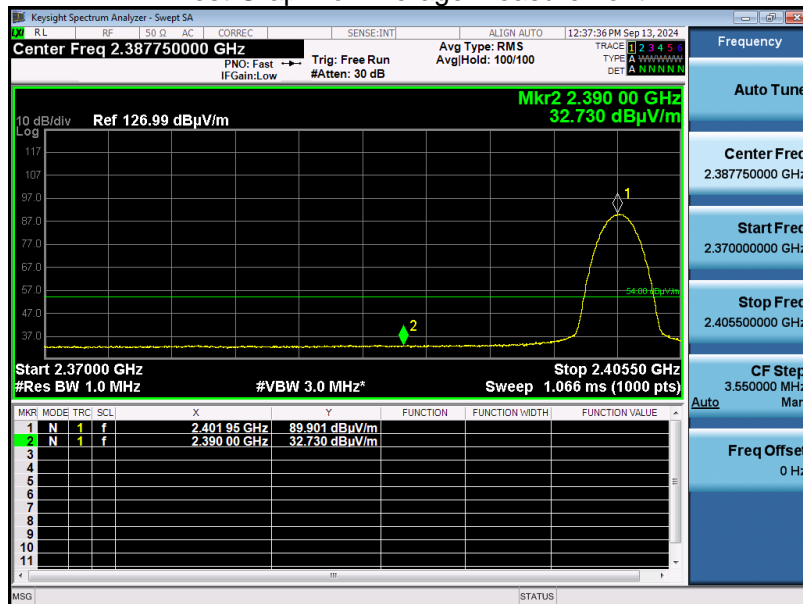 Keysight Spectrum Analyzer - Swept SA
RL RF 50 Ω AC CORREC SENSE:INT ALIGN AUTO 12:37:36 PM Sep 13, 2024
Center Freq 2.387750000 GHz
PNO: Fast
IFGain:Low
Trig: Free Run
#Atten: 30 dB
Avg Type: RMS
Avg|Hold: 100/100
TRACE 1 2 3 4 5 6
TYPE A WWWWW
DET A N N N N N
Frequency
Auto Tune
Center Freq
2.387750000 GHz
Start Freq
2.370000000 GHz
Stop Freq
2.405500000 GHz
CF Step
3.550000 MHz
Auto Man
Freq Offset
0 Hz
Mkr2 2.390 00 GHz
32.730 dBµV/m
10 dB/div Ref 126.99 dBµV/m
Log
117
107
97.0
87.0
77.0
67.0
57.0
47.0
37.0
1
2
54.00 dBµV/m
Start 2.37000 GHz Stop 2.40550 GHz
#Res BW 1.0 MHz #VBW 3.0 MHz* Sweep 1.066 ms (1000 pts)
MKR MODE TRC SCL X Y FUNCTION FUNCTION WIDTH FUNCTION VALUE
1 N 1 f 2.401 95 GHz 89.901 dBµV/m
2 N 1 f 2.390 00 GHz 32.730 dBµV/m
3
4
5
6
7
8
9
10
11
MSG STATUS